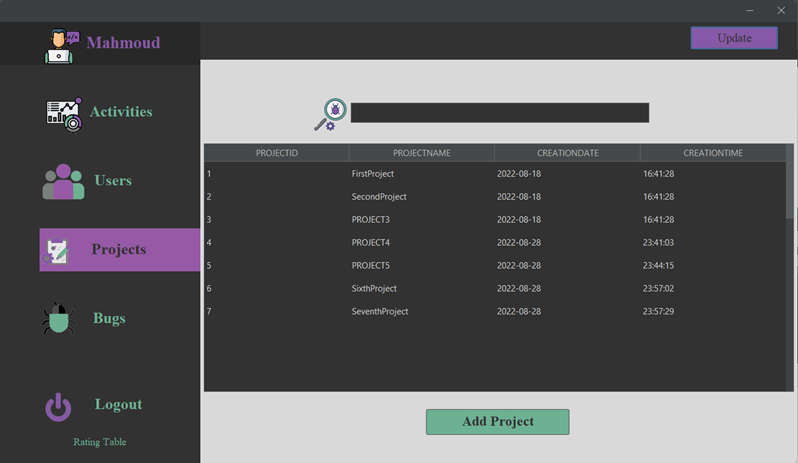 Mahmoud
Update
Activities
Users
Projects
Bugs
Logout
Rating Table
PROJECTID PROJECTNAME CREATIONDATE CREATIONTIME
1 FirstProject 2022-08-18 16:41:28
2 SecondProject 2022-08-18 16:41:28
3 PROJECT3 2022-08-18 16:41:28
4 PROJECT4 2022-08-28 23:41:03
5 PROJECT5 2022-08-28 23:44:15
6 SixthProject 2022-08-28 23:57:02
7 SeventhProject 2022-08-28 23:57:29
Add Project